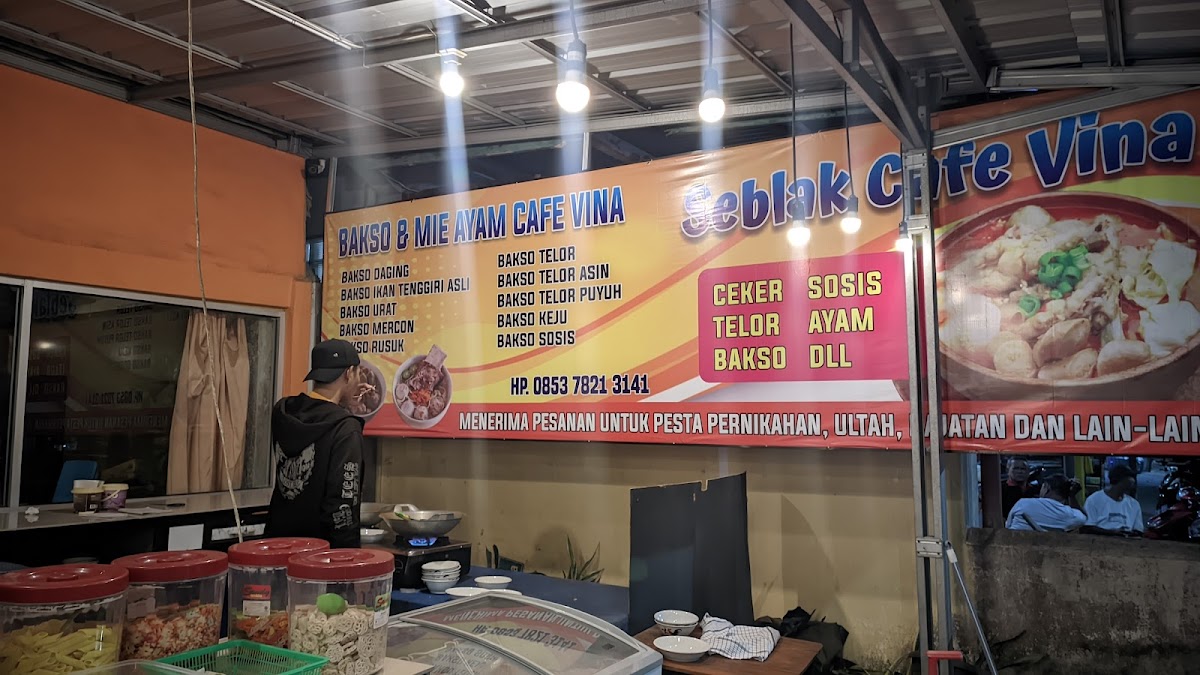 BAKSO & MIE AYAM CAFE VINA
BAKSO DAGING
BAKSO IKAN TENGGIRI ASLI
BAKSO URAT
BAKSO MERCON
BAKSO TELOR
BAKSO TELOR ASIN
BAKSO TELOR PUYUH
BAKSO KEJU
BAKSO SOSIS
HP. 0853 7821 3141
Seblak Cafe Vina
CEKER SOSIS
TELOR AYAM
BAKSO DLL
MENERIMA PESANAN UNTUK PESTA PERNIKAHAN, ULTAH, DAN LAIN-LAIN